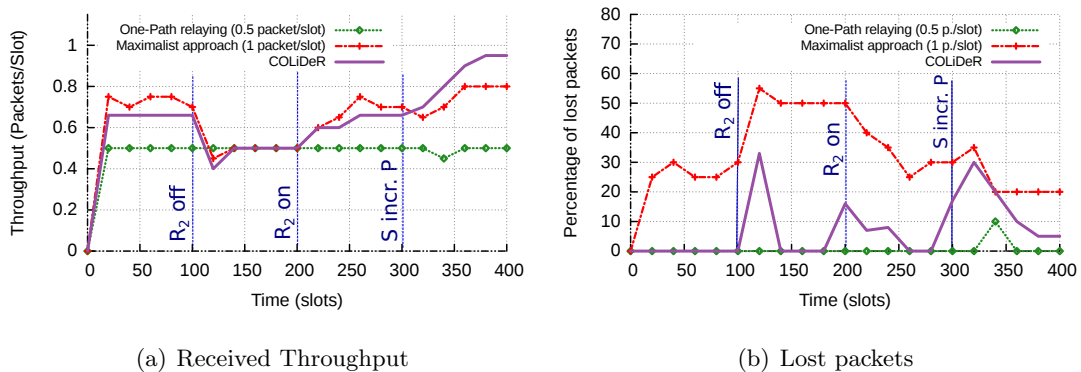 One-Path relaying (0.5 packet/slot)
Maximalist approach (1 packet/slot)
COLiDeR
Throughput (Packets/Slot)
1
0.8
0.6
0.4
0.2
0
R2 off
R2 on
S incr. P
0 50 100 150 200 250 300 350 400
Time (slots)
(a) Received Throughput
One-Path relaying (0.5 p./slot)
Maximalist approach (1 p./slot)
COLiDeR
Percentage of lost packets
80
70
60
50
40
30
20
10
0
R2 off
R2 on
S incr. P
0 50 100 150 200 250 300 350 400
Time (slots)
(b) Lost packets